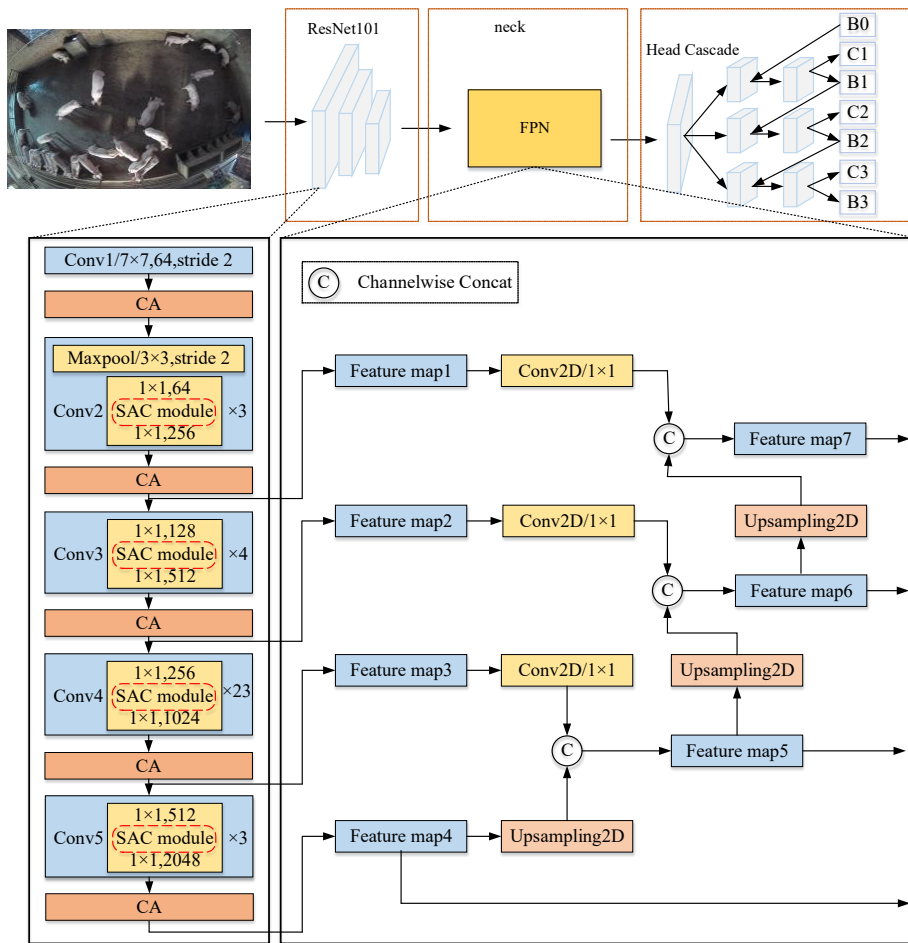 ResNet101
neck
Head Cascade
FPN
B0
C1
B1
C2
B2
C3
B3
Conv1/7×7,64,stride 2
CA
Maxpool/3×3,stride 2
Conv2
1×1,64
SAC module
1×1,256
×3
CA
Conv3
1×1,128
SAC module
1×1,512
×4
CA
Conv4
1×1,256
SAC module
1×1,1024
×23
CA
Conv5
1×1,512
SAC module
1×1,2048
×3
CA
C Channelwise Concat
Feature map1
Conv2D/1×1
C
Feature map7
Upsampling2D
Feature map2
Conv2D/1×1
C
Feature map6
Upsampling2D
Feature map3
Conv2D/1×1
C
Feature map5
Feature map4
Upsampling2D